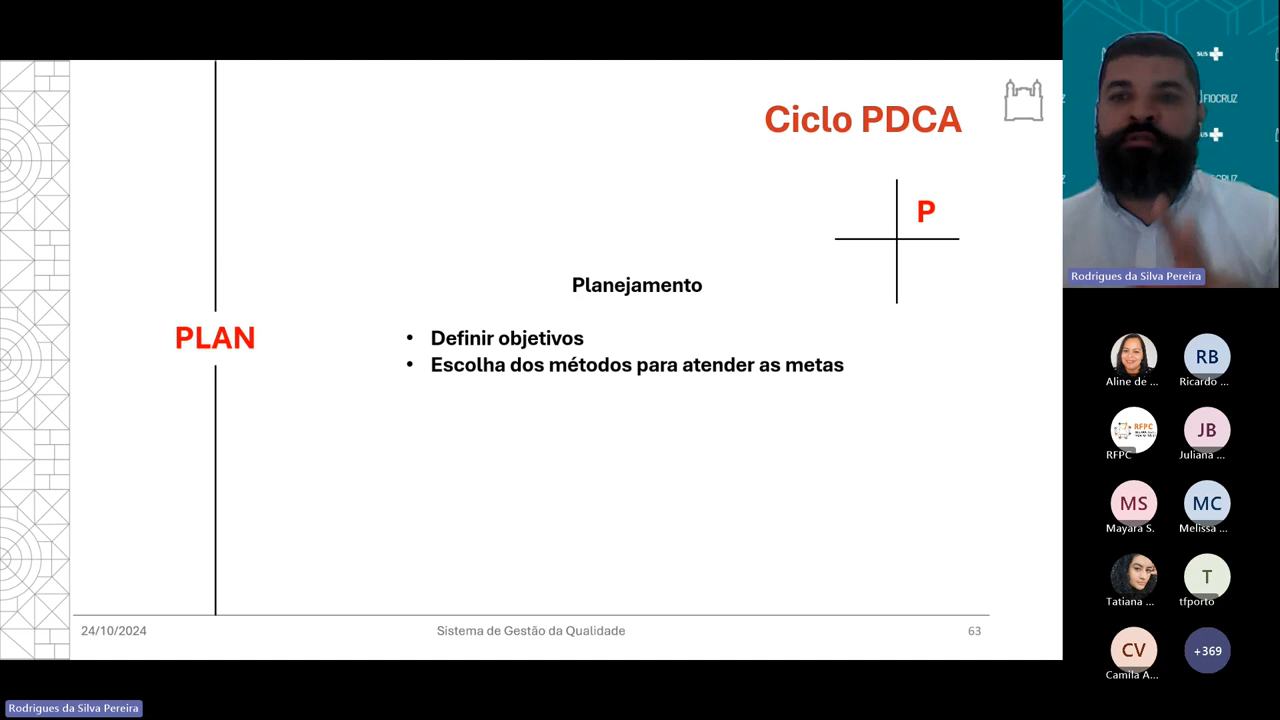 Ciclo PDCA
P
Planejamento
PLAN
• Definir objetivos
• Escolha dos métodos para atender as metas
24/10/2024
Sistema de Gestão da Qualidade
63
SUS
FIOCRUZ
Rodrigues da Silva Pereira
Aline de ...
RB
Ricardo ...
RFPC
RFPC
JB
Juliana ...
MS
Mayara S.
MC
Melissa ...
Tatiana ...
T
tfporto
CV
Camila A...
+369
Rodrigues da Silva Pereira